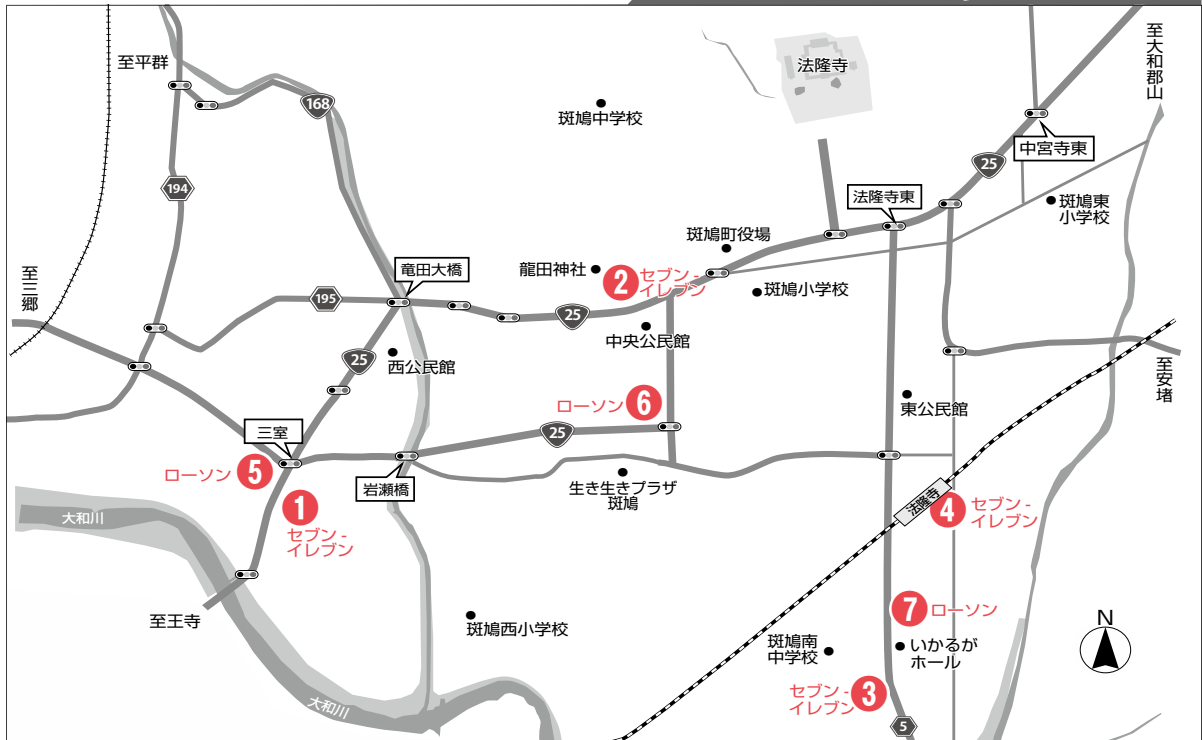 至平群
168
194
至三郷
195
竜田大橋
25
西公民館
三室
ローソン
5
1
セブン-
イレブン
大和川
至王寺
岩瀬橋
25
斑鳩西小学校
大和川
斑鳩中学校
龍田神社
2
セブン-
イレブン
25
中央公民館
ローソン
6
生き生きプラザ
斑鳩
法隆寺
斑鳩町役場
斑鳩小学校
法隆寺東
25
中宮寺東
至大和郡山
斑鳩東
小学校
至安堵
東公民館
法隆寺
4
セブン-
イレブン
7
ローソン
いかるが
ホール
斑鳩南
中学校
セブン-
イレブン
3
5
N